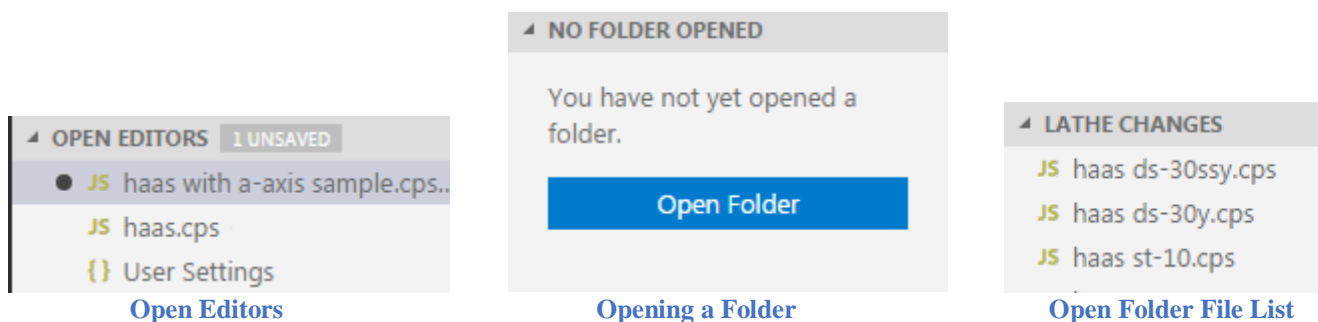 OPEN EDITORS 1 UNSAVED
JS haas with a-axis sample.cps..
JS haas.cps
{} User Settings
Open Editors
NO FOLDER OPENED
You have not yet opened a
folder.
Open Folder
Opening a Folder
LATHE CHANGES
JS haas ds-30ssy.cps
JS haas ds-30y.cps
JS haas st-10.cps
Open Folder File List